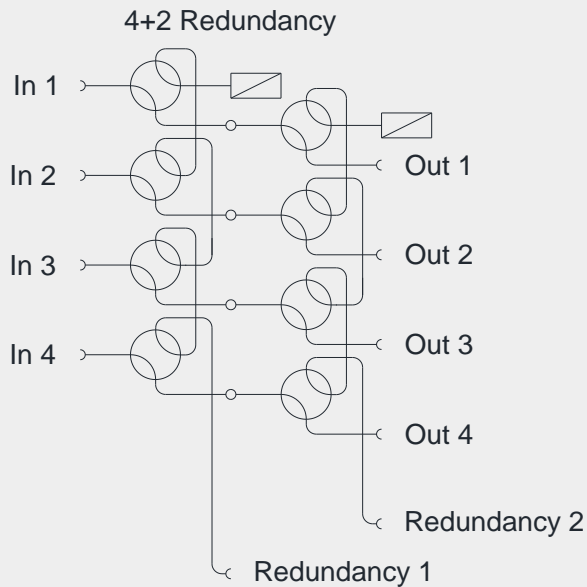 4+2 Redundancy
In 1
Out 1
In 2
Out 2
In 3
Out 3
In 4
Out 4
Redundancy 2
Redundancy 1